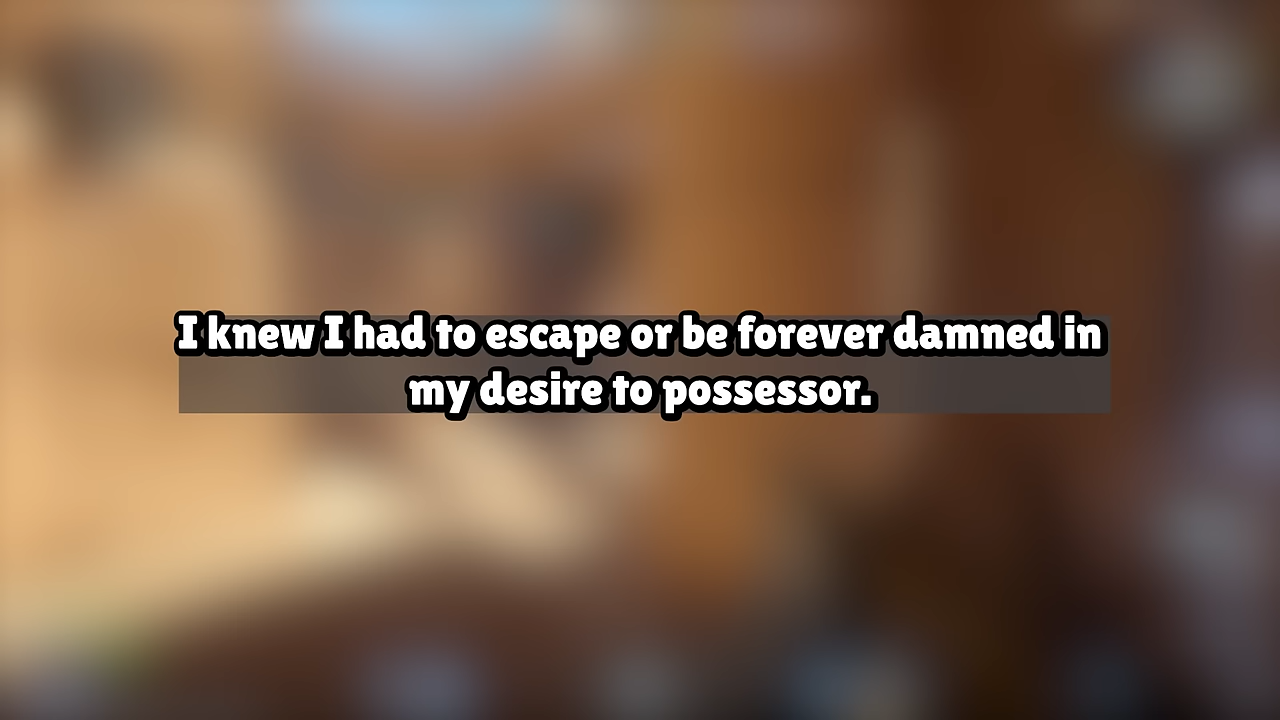 I knew I had to escape or be forever damned in
my desire to possessor.